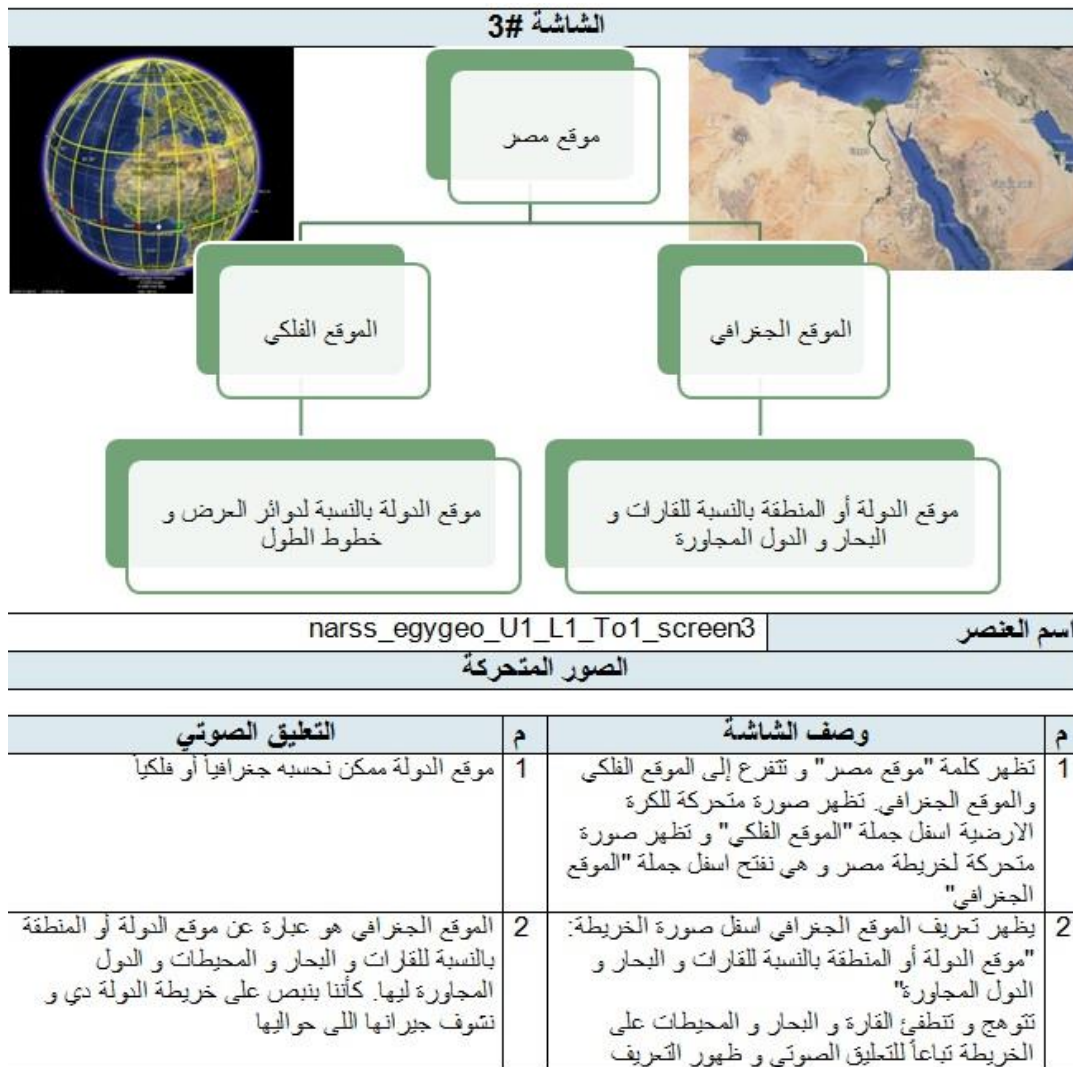 الشاشة #3
موقع مصر
الموقع الجغرافي
الموقع الفلكي
موقع الدولة أو المنطقة بالنسبة للقارات و
البحار و الدول المجاورة
موقع الدولة بالنسبة لدوائر العرض و
خطوط الطول
اسم العنصر
narss_egygeo_U1_L1_To1_screen3
الصور المتحركة
م
وصف الشاشة
م
التعليق الصوتي
1
تظهر كلمة "موقع مصر" و تتفرع إلى الموقع الفلكي
والموقع الجغرافي. تظهر صورة متحركة للكرة
الارضية اسفل جملة "الموقع الفلكي" و تظهر صورة
متحركة لخريطة مصر و هي تفتح اسفل جملة "الموقع
الجغرافي"
1
موقع الدولة ممكن نحسبه جغرافياً أو فلكياً
2
يظهر تعريف الموقع الجغرافي اسفل صورة الخريطة:
"موقع الدولة أو المنطقة بالنسبة للقارات و البحار و
الدول المجاورة"
تتوهج و تنطفئ القارة و البحار و المحيطات على
الخريطة تباعاً للتعليق الصوتي و ظهور التعريف
2
الموقع الجغرافي هو عبارة عن موقع الدولة أو المنطقة
بالنسبة للقارات و البحار و المحيطات و الدول
المجاورة ليها. كأننا بنبص على خريطة الدولة دي و
نشوف جيرانها اللى حواليها